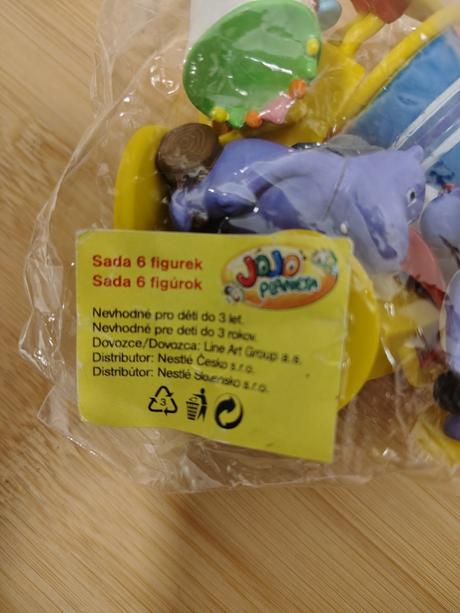 Sada 6 figurek
Sada 6 figúrok
JOJO
PLANETA
Nevhodné pro děti do 3 let.
Nevhodné pre deti do 3 rokov.
Dovozce/Dovozca: Line Art Group a.s.
Distributor: Nestlé Česko s.r.o.
Distribútor: Nestlé Slovensko s.r.o.
3